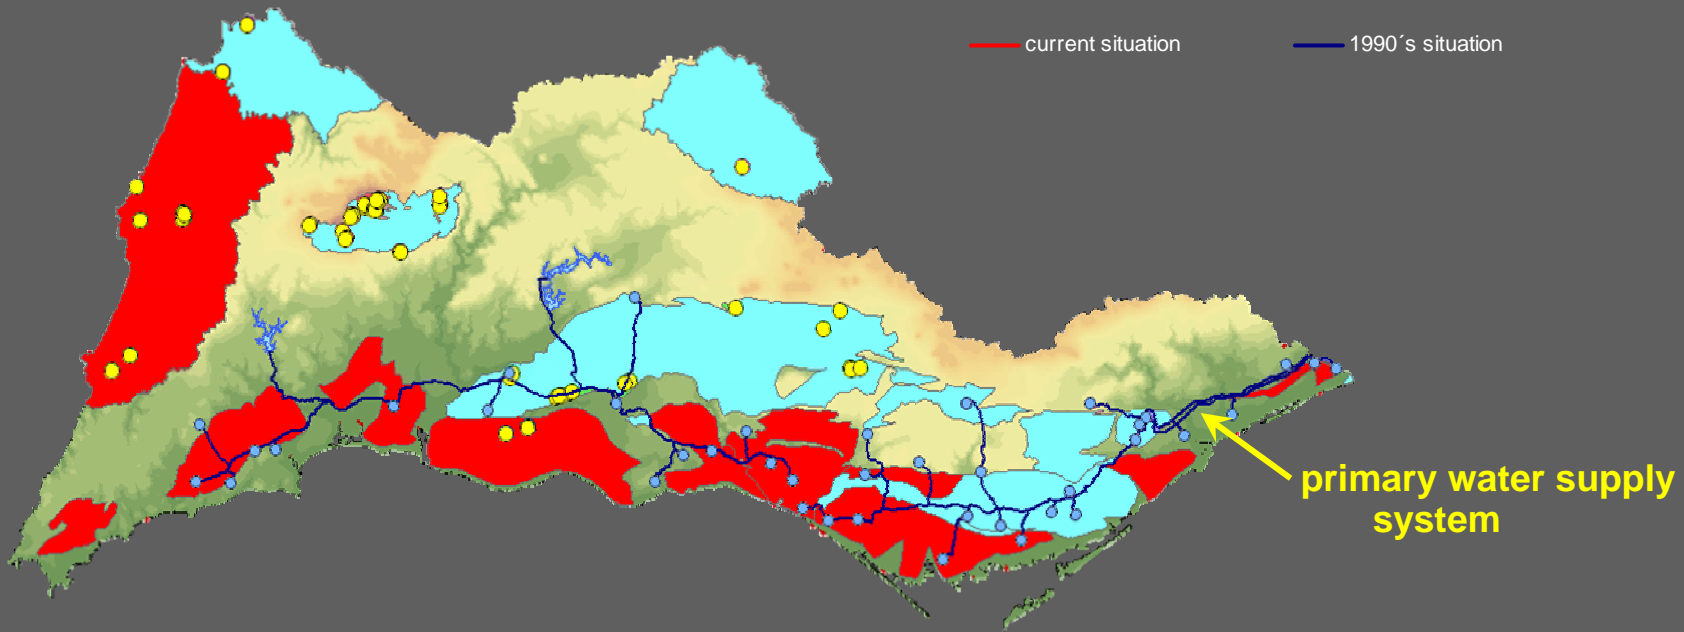 current situation
1990´s situation
primary water supply
system